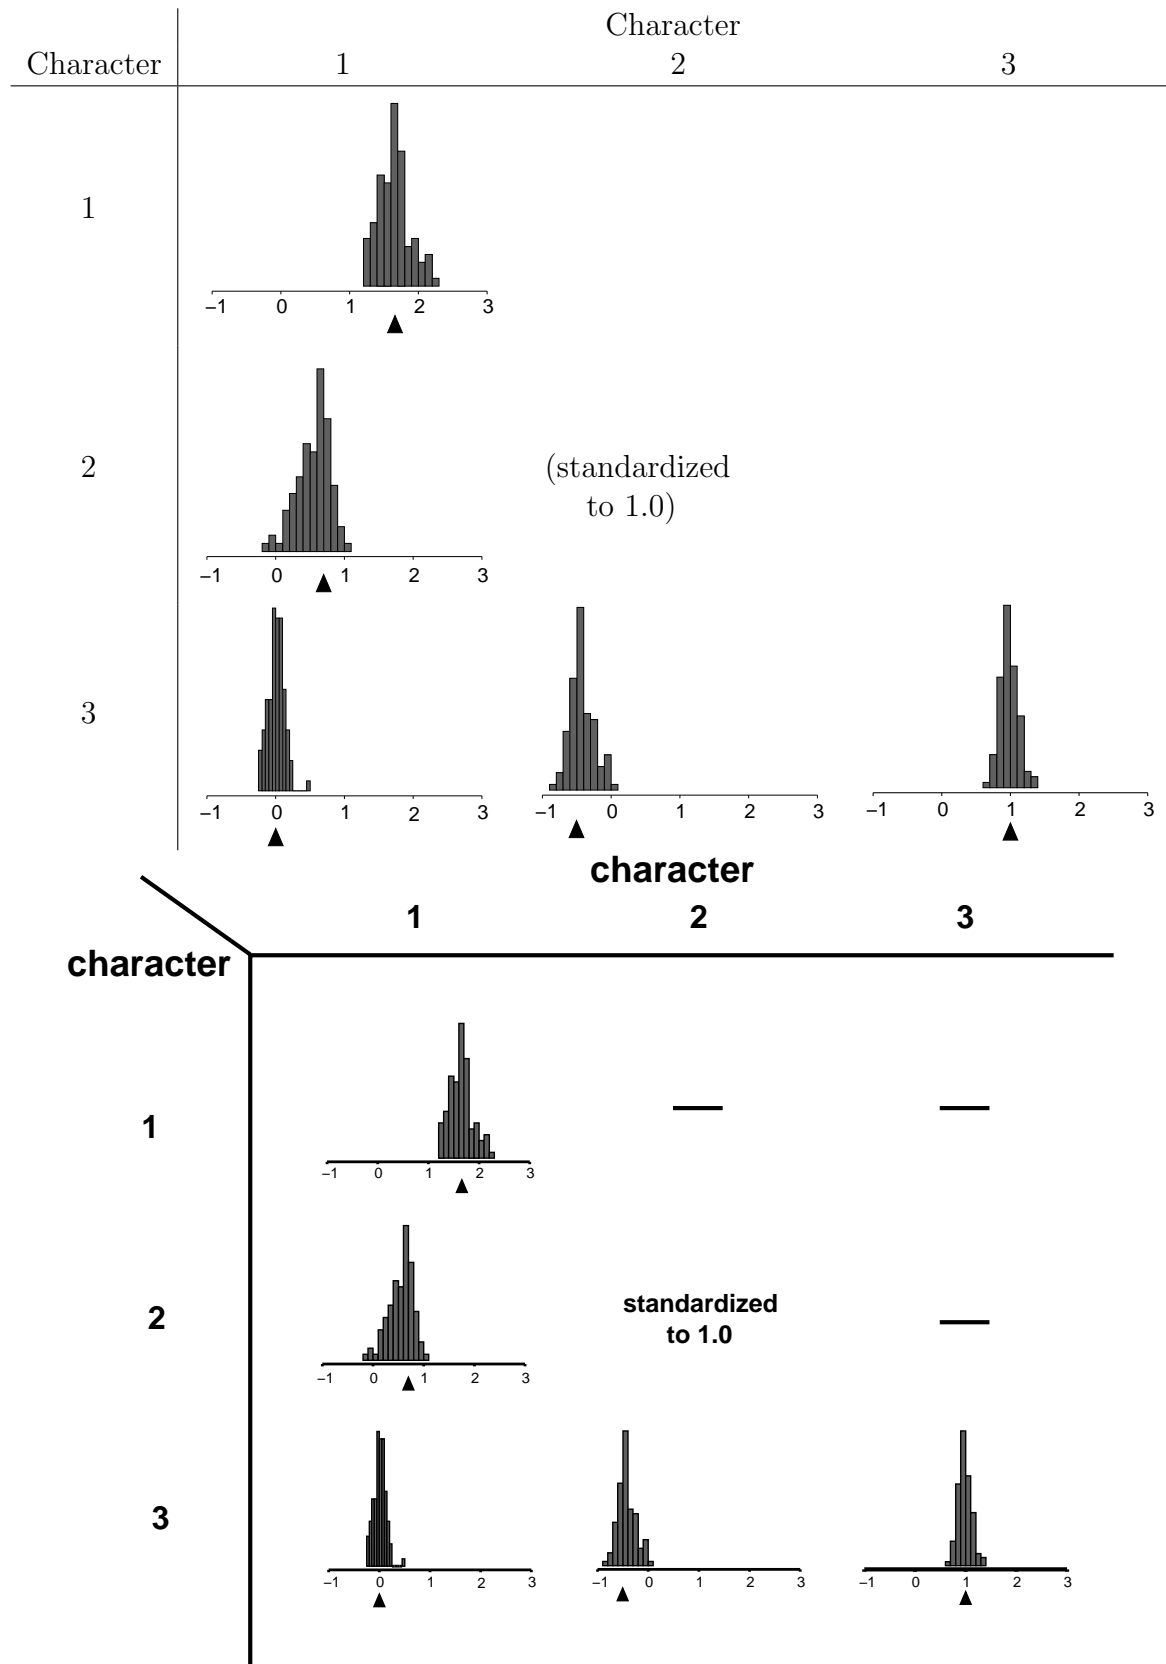 Character
Character 1 2 3
1
−1 0 1 2 3
2 (standardized
to 1.0)
−1 0 1 2 3
3
−1 0 1 2 3 −1 0 1 2 3 −1 0 1 2 3
character
1 2 3
character
1
−1 0 1 2 3
2 standardized
to 1.0
−1 0 1 2 3
3
−1 0 1 2 3 −1 0 1 2 3 −1 0 1 2 3